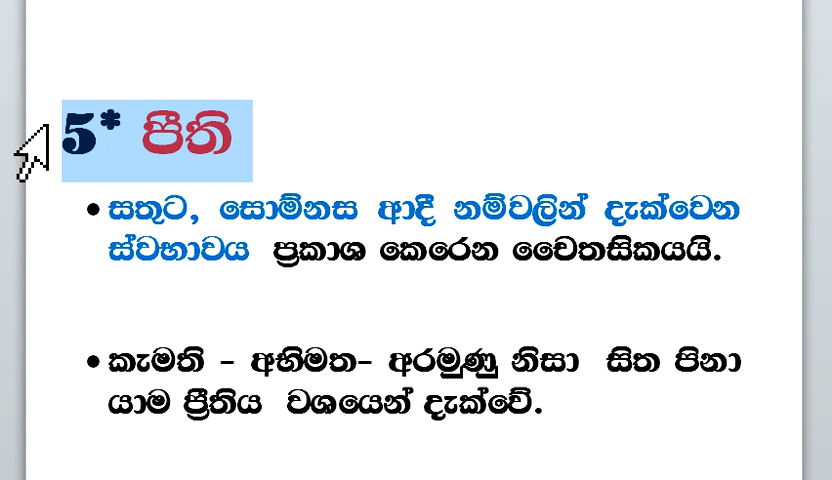 5* පීති
• සතුට, සොම්නස ආදී නම්වලින් දැක්වෙන
ස්වභාවය ප්‍රකාශ කෙරෙන චෛතසිකයයි.
• කැමති - අභිමත- අරමුණු නිසා සිත පිනා
යාම ප්‍රීතිය වශයෙන් දැක්වේ.